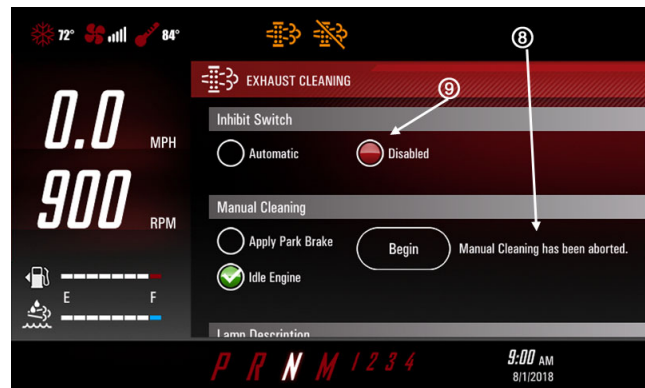 72° 84°
⑧
EXHAUST CLEANING
⑨
Inhibit Switch
Automatic Disabled
0.0 MPH
Manual Cleaning
900 RPM
Apply Park Brake Begin Manual Cleaning has been aborted.
Idle Engine
E F
Lamp Description
P R N M 1 2 3 4 9:00 AM
8/1/2018